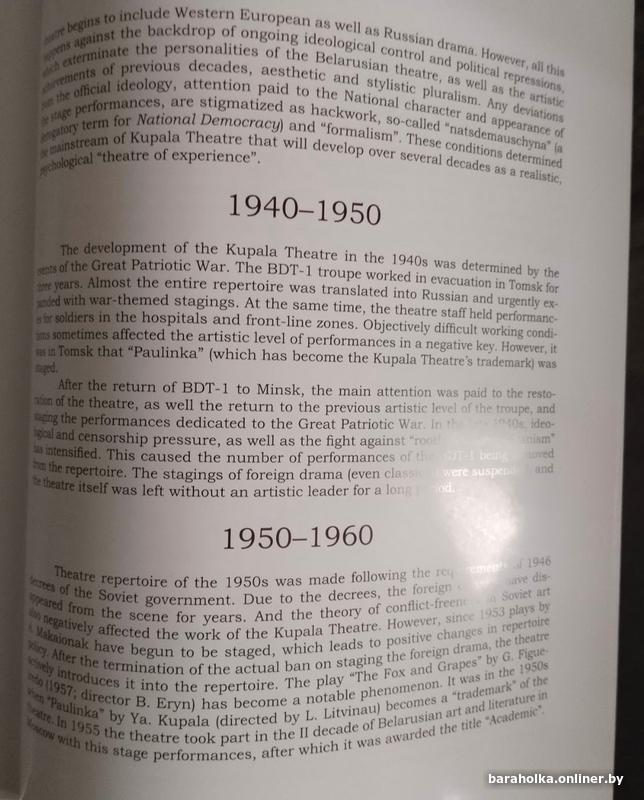 begins to include Western European as well as Russian drama. However, all this
against the backdrop of ongoing ideological control and political repressions,
exterminate the personalities of the Belarusian theatre, as well as the artistic
of previous decades, aesthetic and stylistic pluralism. Any deviations
the official ideology, attention paid to the National character and appearance of
stage performances, are stigmatized as hackwork, so-called "natsdemauschyna" (a
term for National Democracy) and "formalism". These conditions determined
mainstream of Kupala Theatre that will develop over several decades as a realistic,
psychological "theatre of experience".
1940–1950
The development of the Kupala Theatre in the 1940s was determined by the
of the Great Patriotic War. The BDT-1 troupe worked in evacuation in Tomsk for
years. Almost the entire repertoire was translated into Russian and urgently ex-
with war-themed stagings. At the same time, the theatre staff held performanc-
for soldiers in the hospitals and front-line zones. Objectively difficult working condi-
sometimes affected the artistic level of performances in a negative key. However, it
was in Tomsk that "Paulinka" (which has become the Kupala Theatre's trademark) was
staged.
After the return of BDT-1 to Minsk, the main attention was paid to the resto-
of the theatre, as well the return to the previous artistic level of the troupe, and
the performances dedicated to the Great Patriotic War. In 1940s, ideo-
logical and censorship pressure, as well as the fight against
has intensified. This caused the number of performances of BDT-1 being
from the repertoire. The stagings of foreign drama (even were and
the theatre itself was left without an artistic leader for a long
1950–1960
Theatre repertoire of the 1950s was made following the of 1946
decrees of the Soviet government. Due to the decrees, the foreign have dis-
appeared from the scene for years. And the theory of in Soviet art
negatively affected the work of the Kupala Theatre. However, since 1953 plays by
Makaionak have begun to be staged, which leads to positive changes in repertoire
policy. After the termination of the actual ban on staging the foreign drama, the theatre
introduces it into the repertoire. The play "The Fox and Grapes" by G. Figue-
(1957; director B. Eryn) has become a notable phenomenon. It was in the 1950s
when "Paulinka" by Ya. Kupala (directed by L. Litvinau) becomes a "trademark" of the
theatre. In 1955 the theatre took part in the II decade of Belarusian art and literature in
Moscow with this stage performances, after which it was awarded the title "Academic".
baraholka.onliner.by